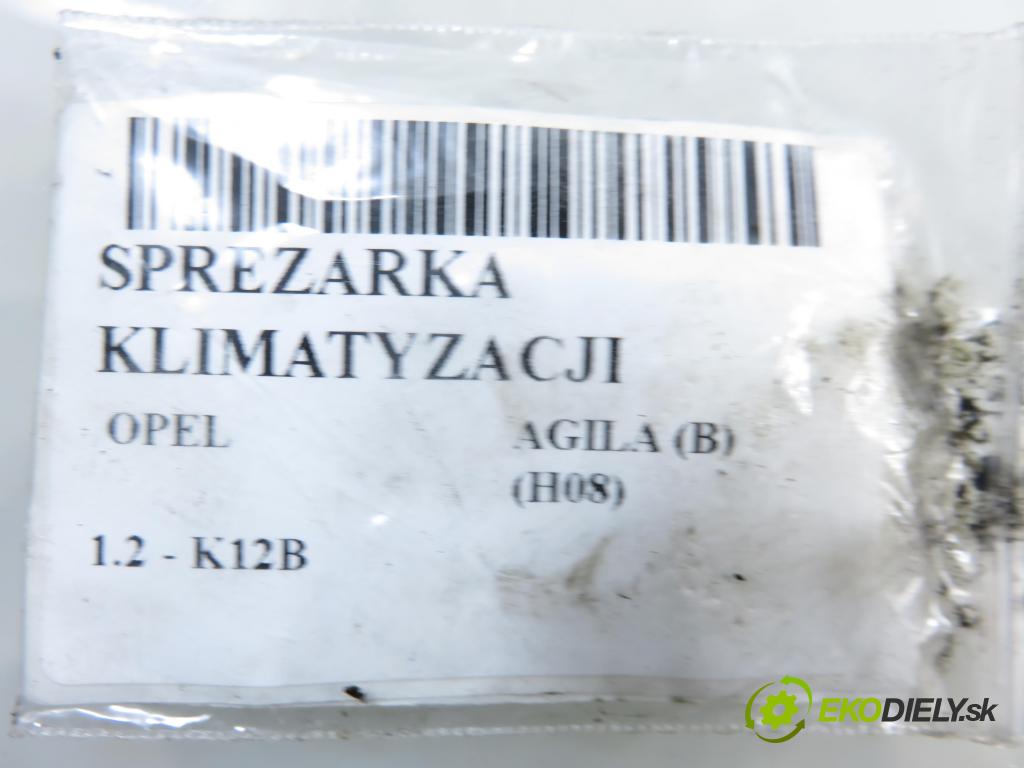 SPREZARKA
KLIMATYZACJI
OPEL AGILA (B)
(H08)
1.2 - K12B
EKODIELY.sk